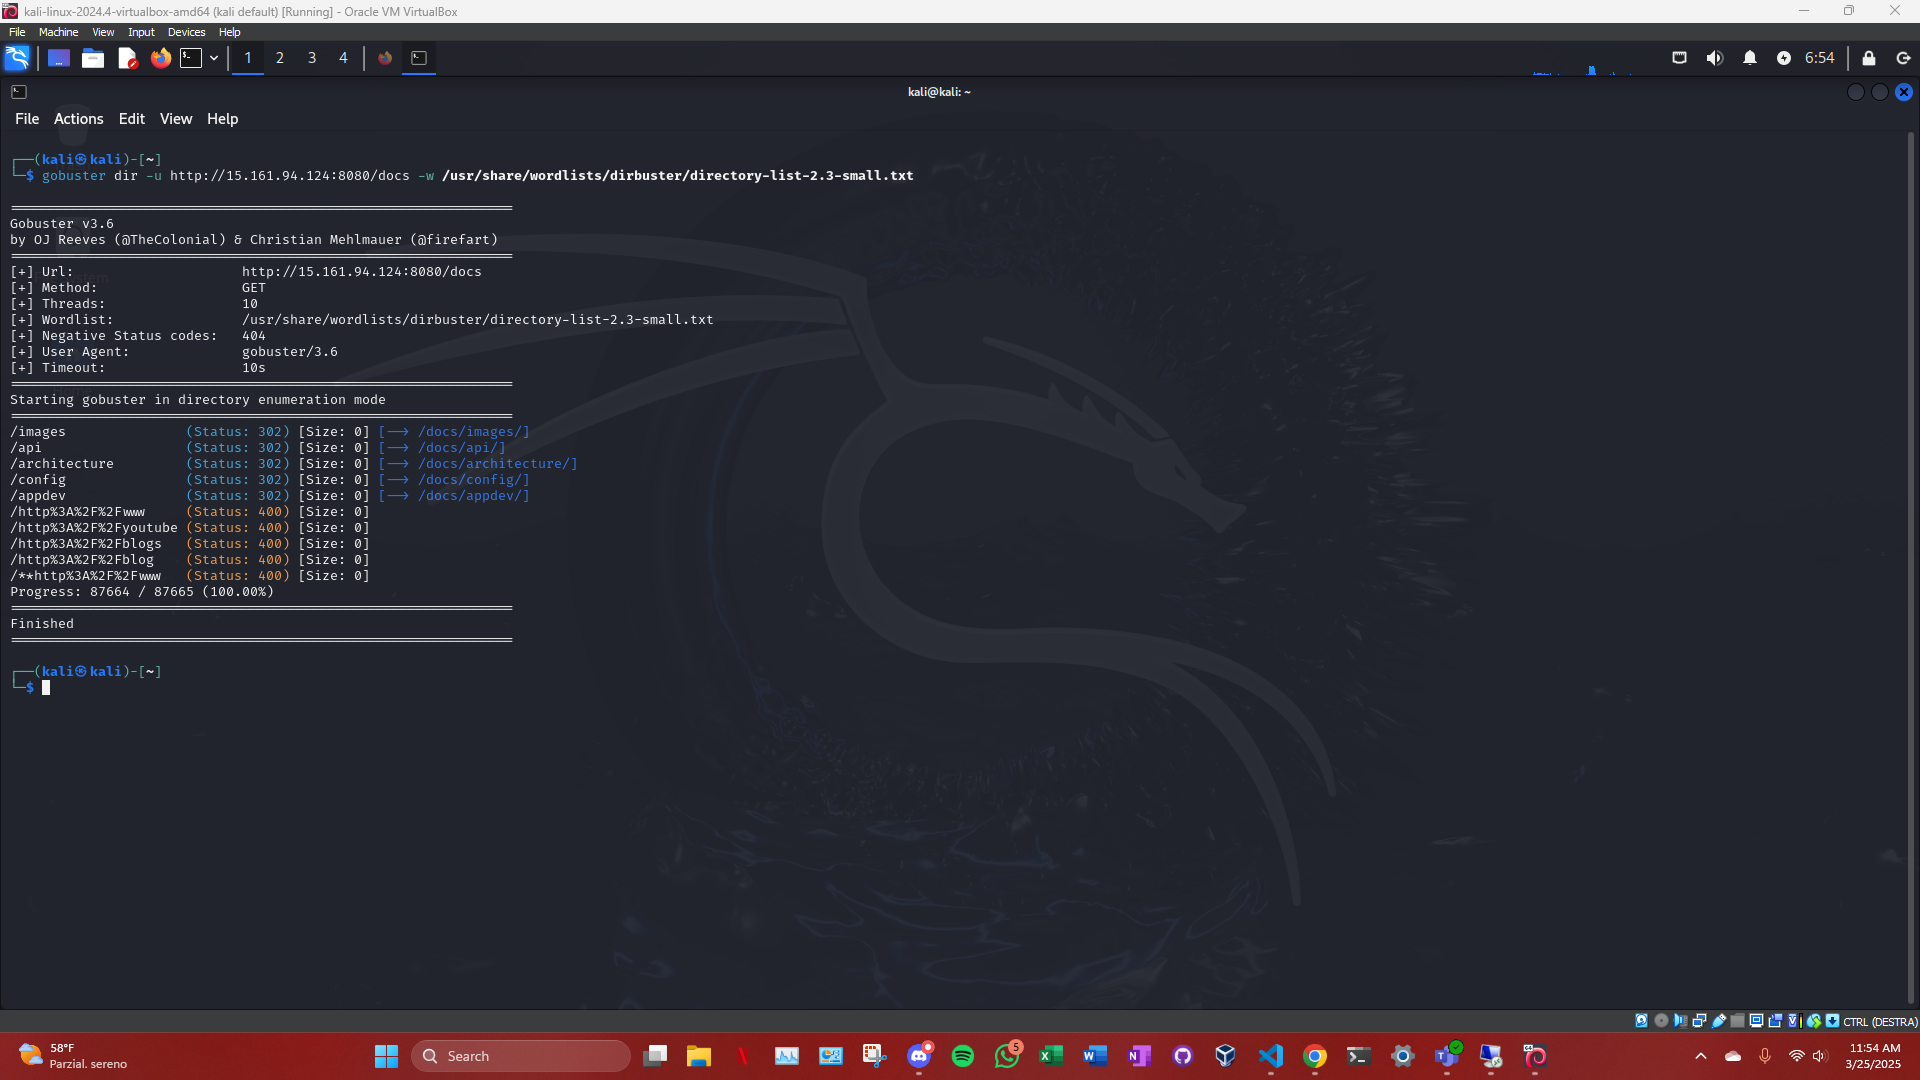 kali-linux-2024.4-virtualbox-amd64 (kali default) [Running] - Oracle VM VirtualBox
File Machine View Input Devices Help
1 2 3 4 6:54
kali@kali: ~
File Actions Edit View Help
┌──(kali㉿kali)-[~]
└─$ gobuster dir -u http://15.161.94.124:8080/docs -w /usr/share/wordlists/dirbuster/directory-list-2.3-small.txt
===============================================================
Gobuster v3.6
by OJ Reeves (@TheColonial) & Christian Mehlmauer (@firefart)
===============================================================
[+] Url: http://15.161.94.124:8080/docs
[+] Method: GET
[+] Threads: 10
[+] Wordlist: /usr/share/wordlists/dirbuster/directory-list-2.3-small.txt
[+] Negative Status codes: 404
[+] User Agent: gobuster/3.6
[+] Timeout: 10s
===============================================================
Starting gobuster in directory enumeration mode
===============================================================
/images (Status: 302) [Size: 0] [--> /docs/images/]
/api (Status: 302) [Size: 0] [--> /docs/api/]
/architecture (Status: 302) [Size: 0] [--> /docs/architecture/]
/config (Status: 302) [Size: 0] [--> /docs/config/]
/appdev (Status: 302) [Size: 0] [--> /docs/appdev/]
/http%3A%2F%2Fwww (Status: 400) [Size: 0]
/http%3A%2F%2Fyoutube (Status: 400) [Size: 0]
/http%3A%2F%2Fblogs (Status: 400) [Size: 0]
/http%3A%2F%2Fblog (Status: 400) [Size: 0]
/**http%3A%2F%2Fwww (Status: 400) [Size: 0]
Progress: 87664 / 87665 (100.00%)
===============================================================
Finished
===============================================================
┌──(kali㉿kali)-[~]
└─$
CTRL (DESTRA)
58°F
Parzial. sereno
Search
5
11:54 AM
3/25/2025